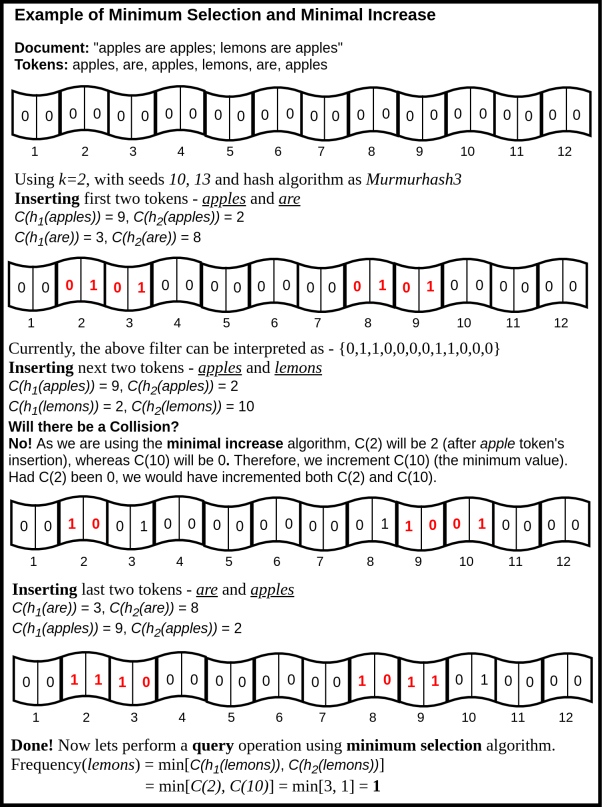 Example of Minimum Selection and Minimal Increase
Document: "apples are apples; lemons are apples"
Tokens: apples, are, apples, lemons, are, apples
0 0 0 0 0 0 0 0 0 0 0 0 0 0 0 0 0 0 0 0 0 0 0 0
1 2 3 4 5 6 7 8 9 10 11 12
Using k=2, with seeds 10, 13 and hash algorithm as Murmurhash3
Inserting first two tokens - apples and are
C(h1(apples)) = 9, C(h2(apples)) = 2
C(h1(are)) = 3, C(h2(are)) = 8
0 0 0 1 0 1 0 0 0 0 0 0 0 0 0 1 0 1 0 0 0 0 0 0
1 2 3 4 5 6 7 8 9 10 11 12
Currently, the above filter can be interpreted as - {0,1,1,0,0,0,0,1,1,0,0,0}
Inserting next two tokens - apples and lemons
C(h1(apples)) = 9, C(h2(apples)) = 2
C(h1(lemons)) = 2, C(h2(lemons)) = 10
Will there be a Collision?
No! As we are using the minimal increase algorithm, C(2) will be 2 (after apple token's
insertion), whereas C(10) will be 0. Therefore, we increment C(10) (the minimum value).
Had C(2) been 0, we would have incremented both C(2) and C(10).
0 0 1 0 0 1 0 0 0 0 0 0 0 0 0 1 1 0 0 1 0 0 0 0
1 2 3 4 5 6 7 8 9 10 11 12
Inserting last two tokens - are and apples
C(h1(are)) = 3, C(h2(are)) = 8
C(h1(apples)) = 9, C(h2(apples)) = 2
0 0 1 1 1 0 0 0 0 0 0 0 0 0 1 0 1 1 0 1 0 0 0 0
1 2 3 4 5 6 7 8 9 10 11 12
Done! Now lets perform a query operation using minimum selection algorithm.
Frequency(lemons) = min[C(h1(lemons)), C(h2(lemons))]
= min[C(2), C(10)] = min[3, 1] = 1